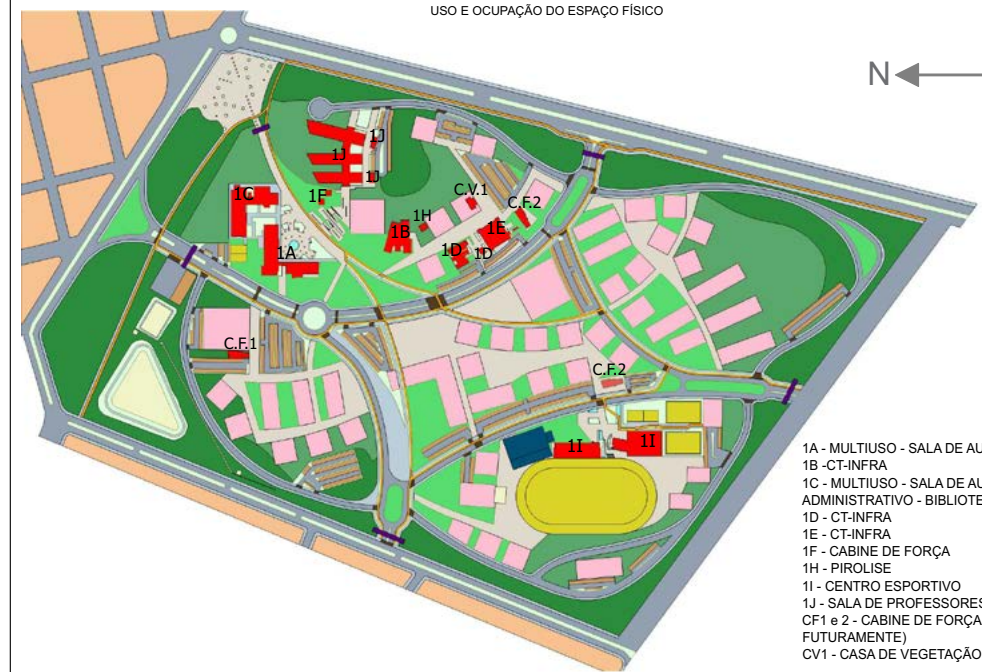 USO E OCUPAÇÃO DO ESPAÇO FÍSICO
N
1J
1J
1J
1C
1F
C.V.1
C.F.2
1H
1B
1E
1A
1D
1D
C.F.1
C.F.2
1I
1I
1A - MULTIUSO - SALA DE AU
1B -CT-INFRA
1C - MULTIUSO - SALA DE AU
ADMINISTRATIVO - BIBLIOTE
1D - CT-INFRA
1E - CT-INFRA
1F - CABINE DE FORÇA
1H - PIROLISE
1I - CENTRO ESPORTIVO
1J - SALA DE PROFESSORES
CF1 e 2 - CABINE DE FORÇA
FUTURAMENTE)
CV1 - CASA DE VEGETAÇÃO